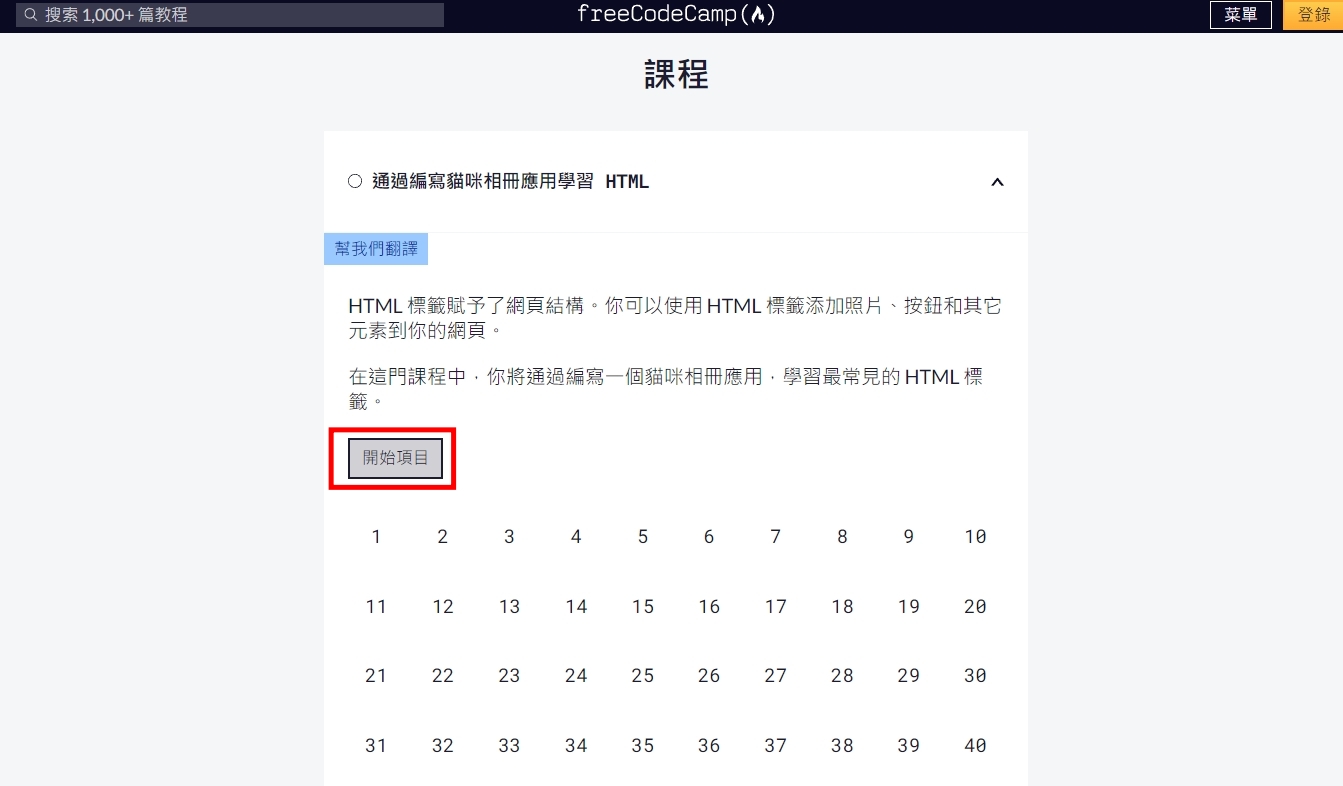 搜索 1,000+ 篇教程
freeCodeCamp
菜單
登錄
課程
通過編寫貓咪相冊應用學習 HTML
幫我們翻譯
HTML 標籤賦予了網頁結構。你可以使用 HTML 標籤添加照片、按鈕和其它
元素到你的網頁。
在這門課程中，你將通過編寫一個貓咪相冊應用，學習最常見的 HTML 標
籤。
開始項目
1 2 3 4 5 6 7 8 9 10
11 12 13 14 15 16 17 18 19 20
21 22 23 24 25 26 27 28 29 30
31 32 33 34 35 36 37 38 39 40